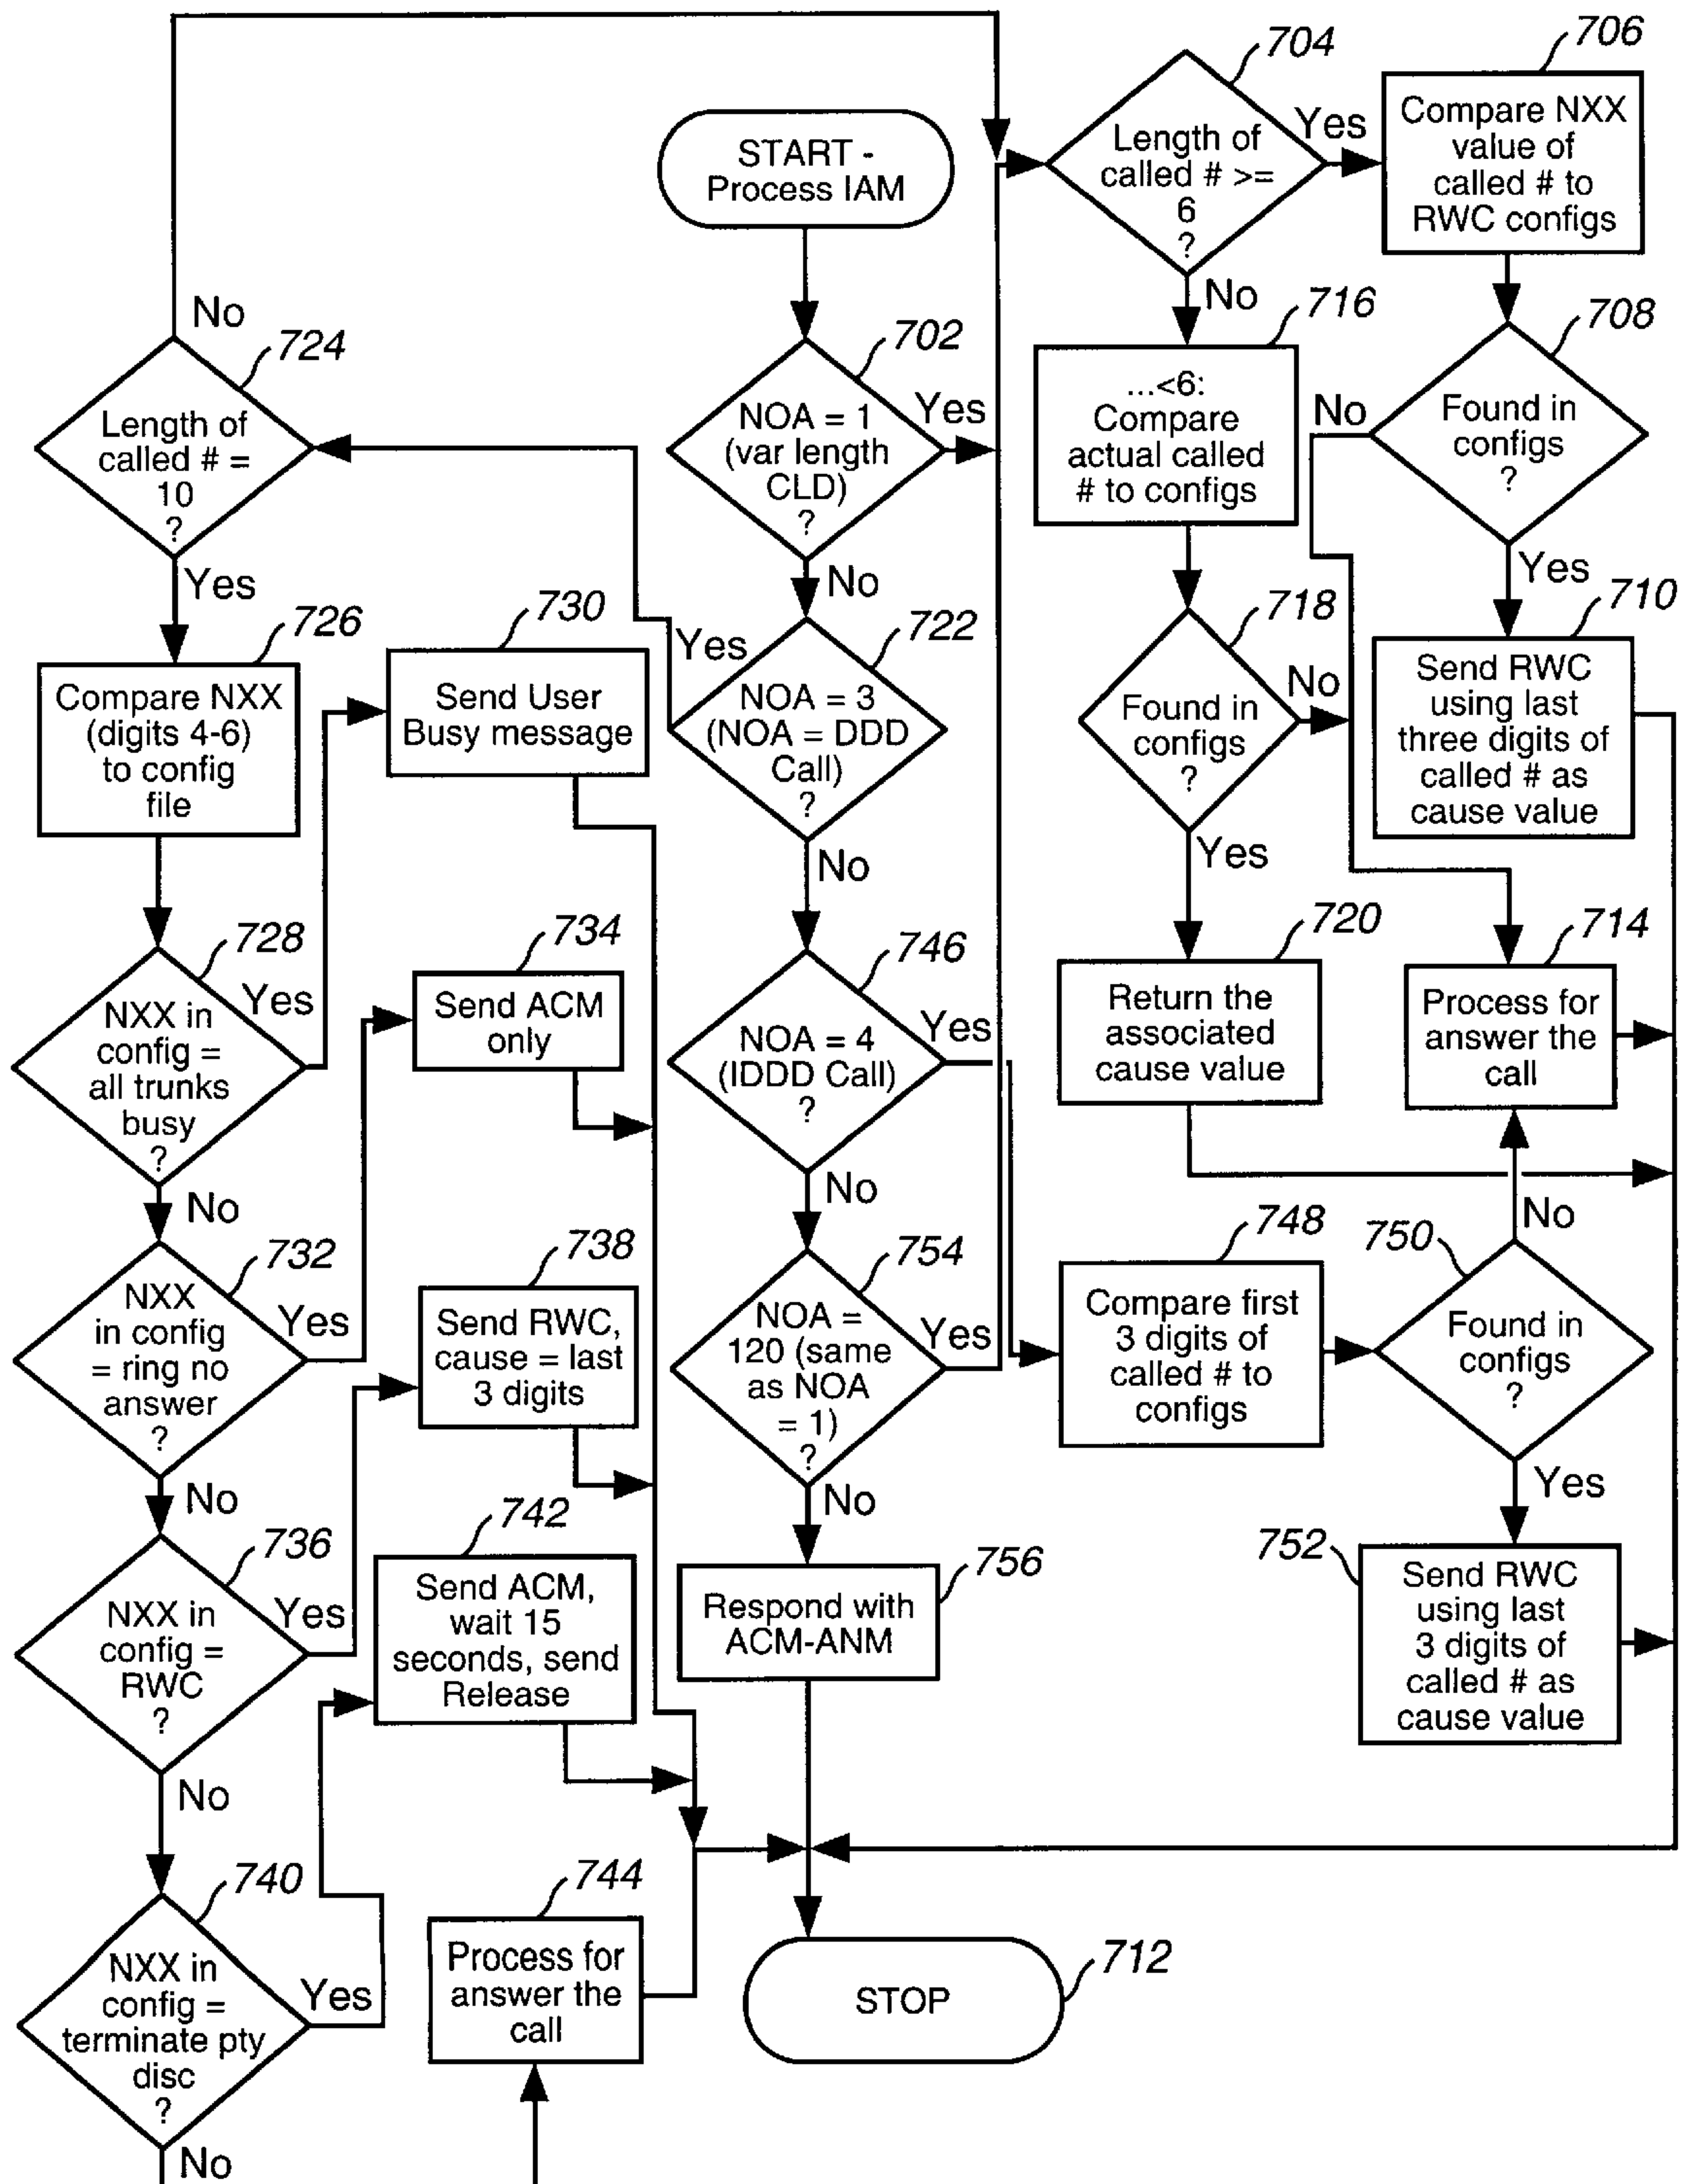 START -
Process IAM
702
NOA = 1
(var length
CLD)
?
Yes
No
704
Length of
called # >=
6
?
Yes
No
706
Compare NXX
value of
called # to
RWC configs
708
Found in
configs
?
No
Yes
710
Send RWC
using last
three digits of
called # as
cause value
716
...<6:
Compare
actual called
# to configs
718
Found in
configs
?
No
Yes
720
Return the
associated
cause value
714
Process for
answer the
call
722
NOA = 3
(NOA = DDD
Call)
?
Yes
No
724
Length of
called # =
10
?
No
Yes
726
Compare NXX
(digits 4-6)
to config
file
728
NXX in
config =
all trunks
busy
?
Yes
No
730
Send User
Busy message
732
NXX
in config
= ring no
answer
?
Yes
No
734
Send ACM
only
736
NXX in
config =
RWC
?
Yes
No
738
Send RWC,
cause = last
3 digits
740
NXX in
config =
terminate pty
disc
?
Yes
No
742
Send ACM,
wait 15
seconds, send
Release
744
Process for
answer the
call
746
NOA = 4
(IDDD Call)
?
Yes
No
748
Compare first
3 digits of
called # to
configs
750
Found in
configs
?
No
Yes
752
Send RWC
using last
3 digits of
called # as
cause value
754
NOA =
120 (same
as NOA
= 1)
?
Yes
No
756
Respond with
ACM-ANM
712
STOP